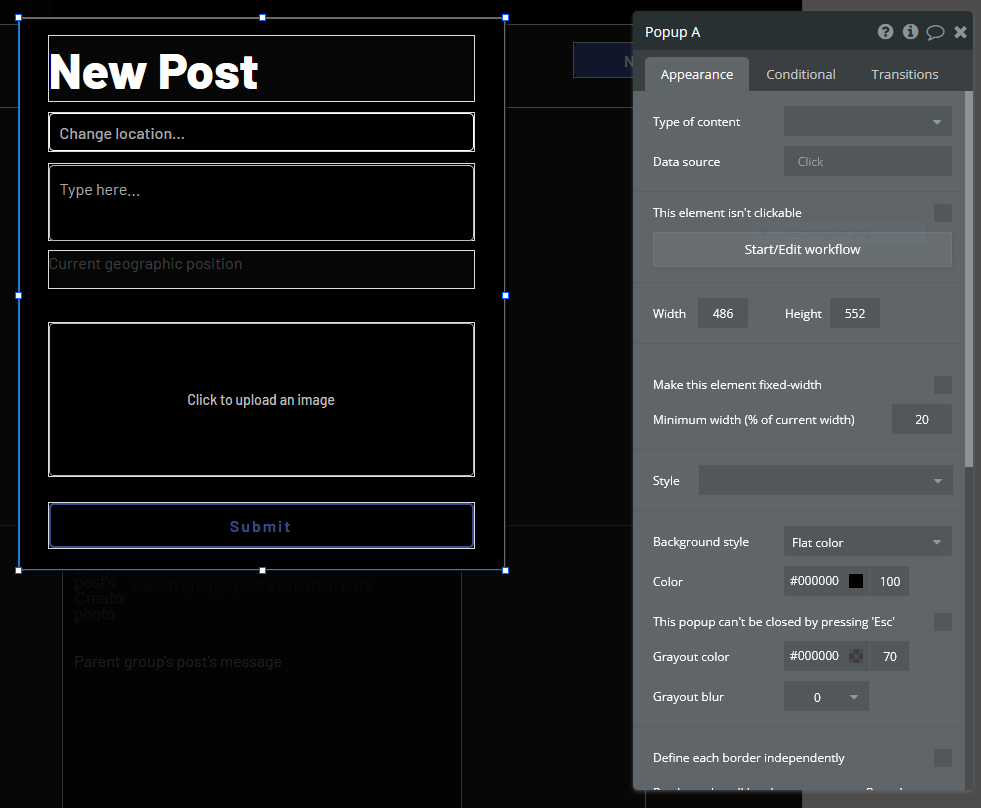 New Post
Change location...
Type here...
Current geographic position
Click to upload an image
Submit
post's
Creator
photo
Parent group's user's Creation Date
Parent group's post's message
N
Popup A
Appearance
Conditional
Transitions
Type of content
Data source
Click
This element isn't clickable
Start/Edit workflow
Width
486
Height
552
Make this element fixed-width
Minimum width (% of current width)
20
Style
Background style
Flat color
Color
#000000
100
This popup can't be closed by pressing 'Esc'
Grayout color
#000000
70
Grayout blur
0
Define each border independently